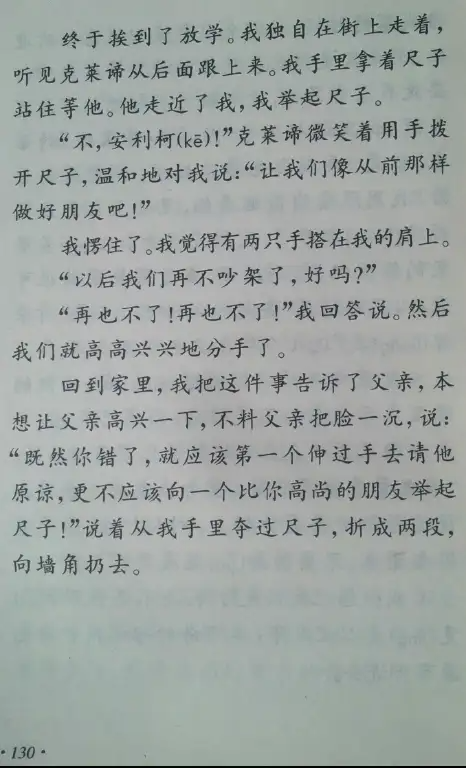 终于挨到了放学。我独自在街上走着，
听见克莱谛从后面跟上来。我手里拿着尺子
站住等他。他走近了我，我举起尺子。
“不，安利柯(kē)！”克莱谛微笑着用手拨
开尺子，温和地对我说：“让我们像从前那样
做好朋友吧！”
我愣住了。我觉得有两只手搭在我的肩上。
“以后我们再不吵架了，好吗？”
“再也不了！再也不了！”我回答说。然后
我们就高高兴兴地分手了。
回到家里，我把这件事告诉了父亲，本
想让父亲高兴一下，不料父亲把脸一沉，说：
“既然你错了，就应该第一个伸过手去请他
原谅，更不应该向一个比你高尚的朋友举起
尺子！”说着从我手里夺过尺子，折成两段，
向墙角扔去。
·130·